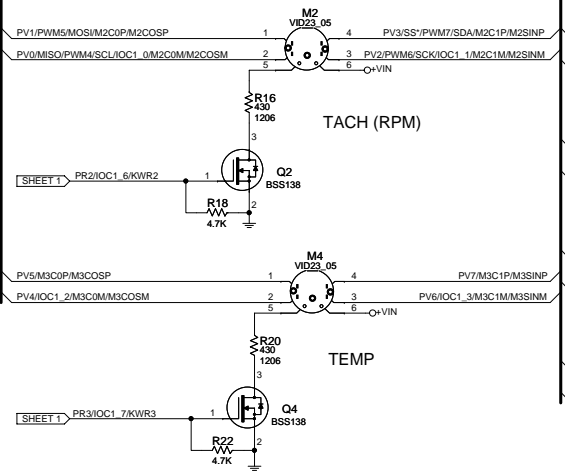 M2
VID23_05
PV1/PWM5/MOSI/M2C0P/M2COSP
1
4
PV3/SS*/PWM7/SDA/M2C1P/M2SINP
PV0/MISO/PWM4/SCL/IOC1_0/M2C0M/M2COSM
2
3
PV2/PWM6/SCK/IOC1_1/M2C1M/M2SINM
5
6
+VIN
R16
430
1206
TACH (RPM)
3
Q2
BSS138
SHEET 1
PR2/IOC1_6/KWR2
1
2
R18
4.7K
M4
VID23_05
PV5/M3C0P/M3COSP
1
4
PV7/M3C1P/M3SINP
PV4/IOC1_2/M3C0M/M3COSM
2
3
PV6/IOC1_3/M3C1M/M3SINM
5
6
+VIN
R20
430
1206
TEMP
3
Q4
BSS138
SHEET 1
PR3/IOC1_7/KWR3
1
2
R22
4.7K